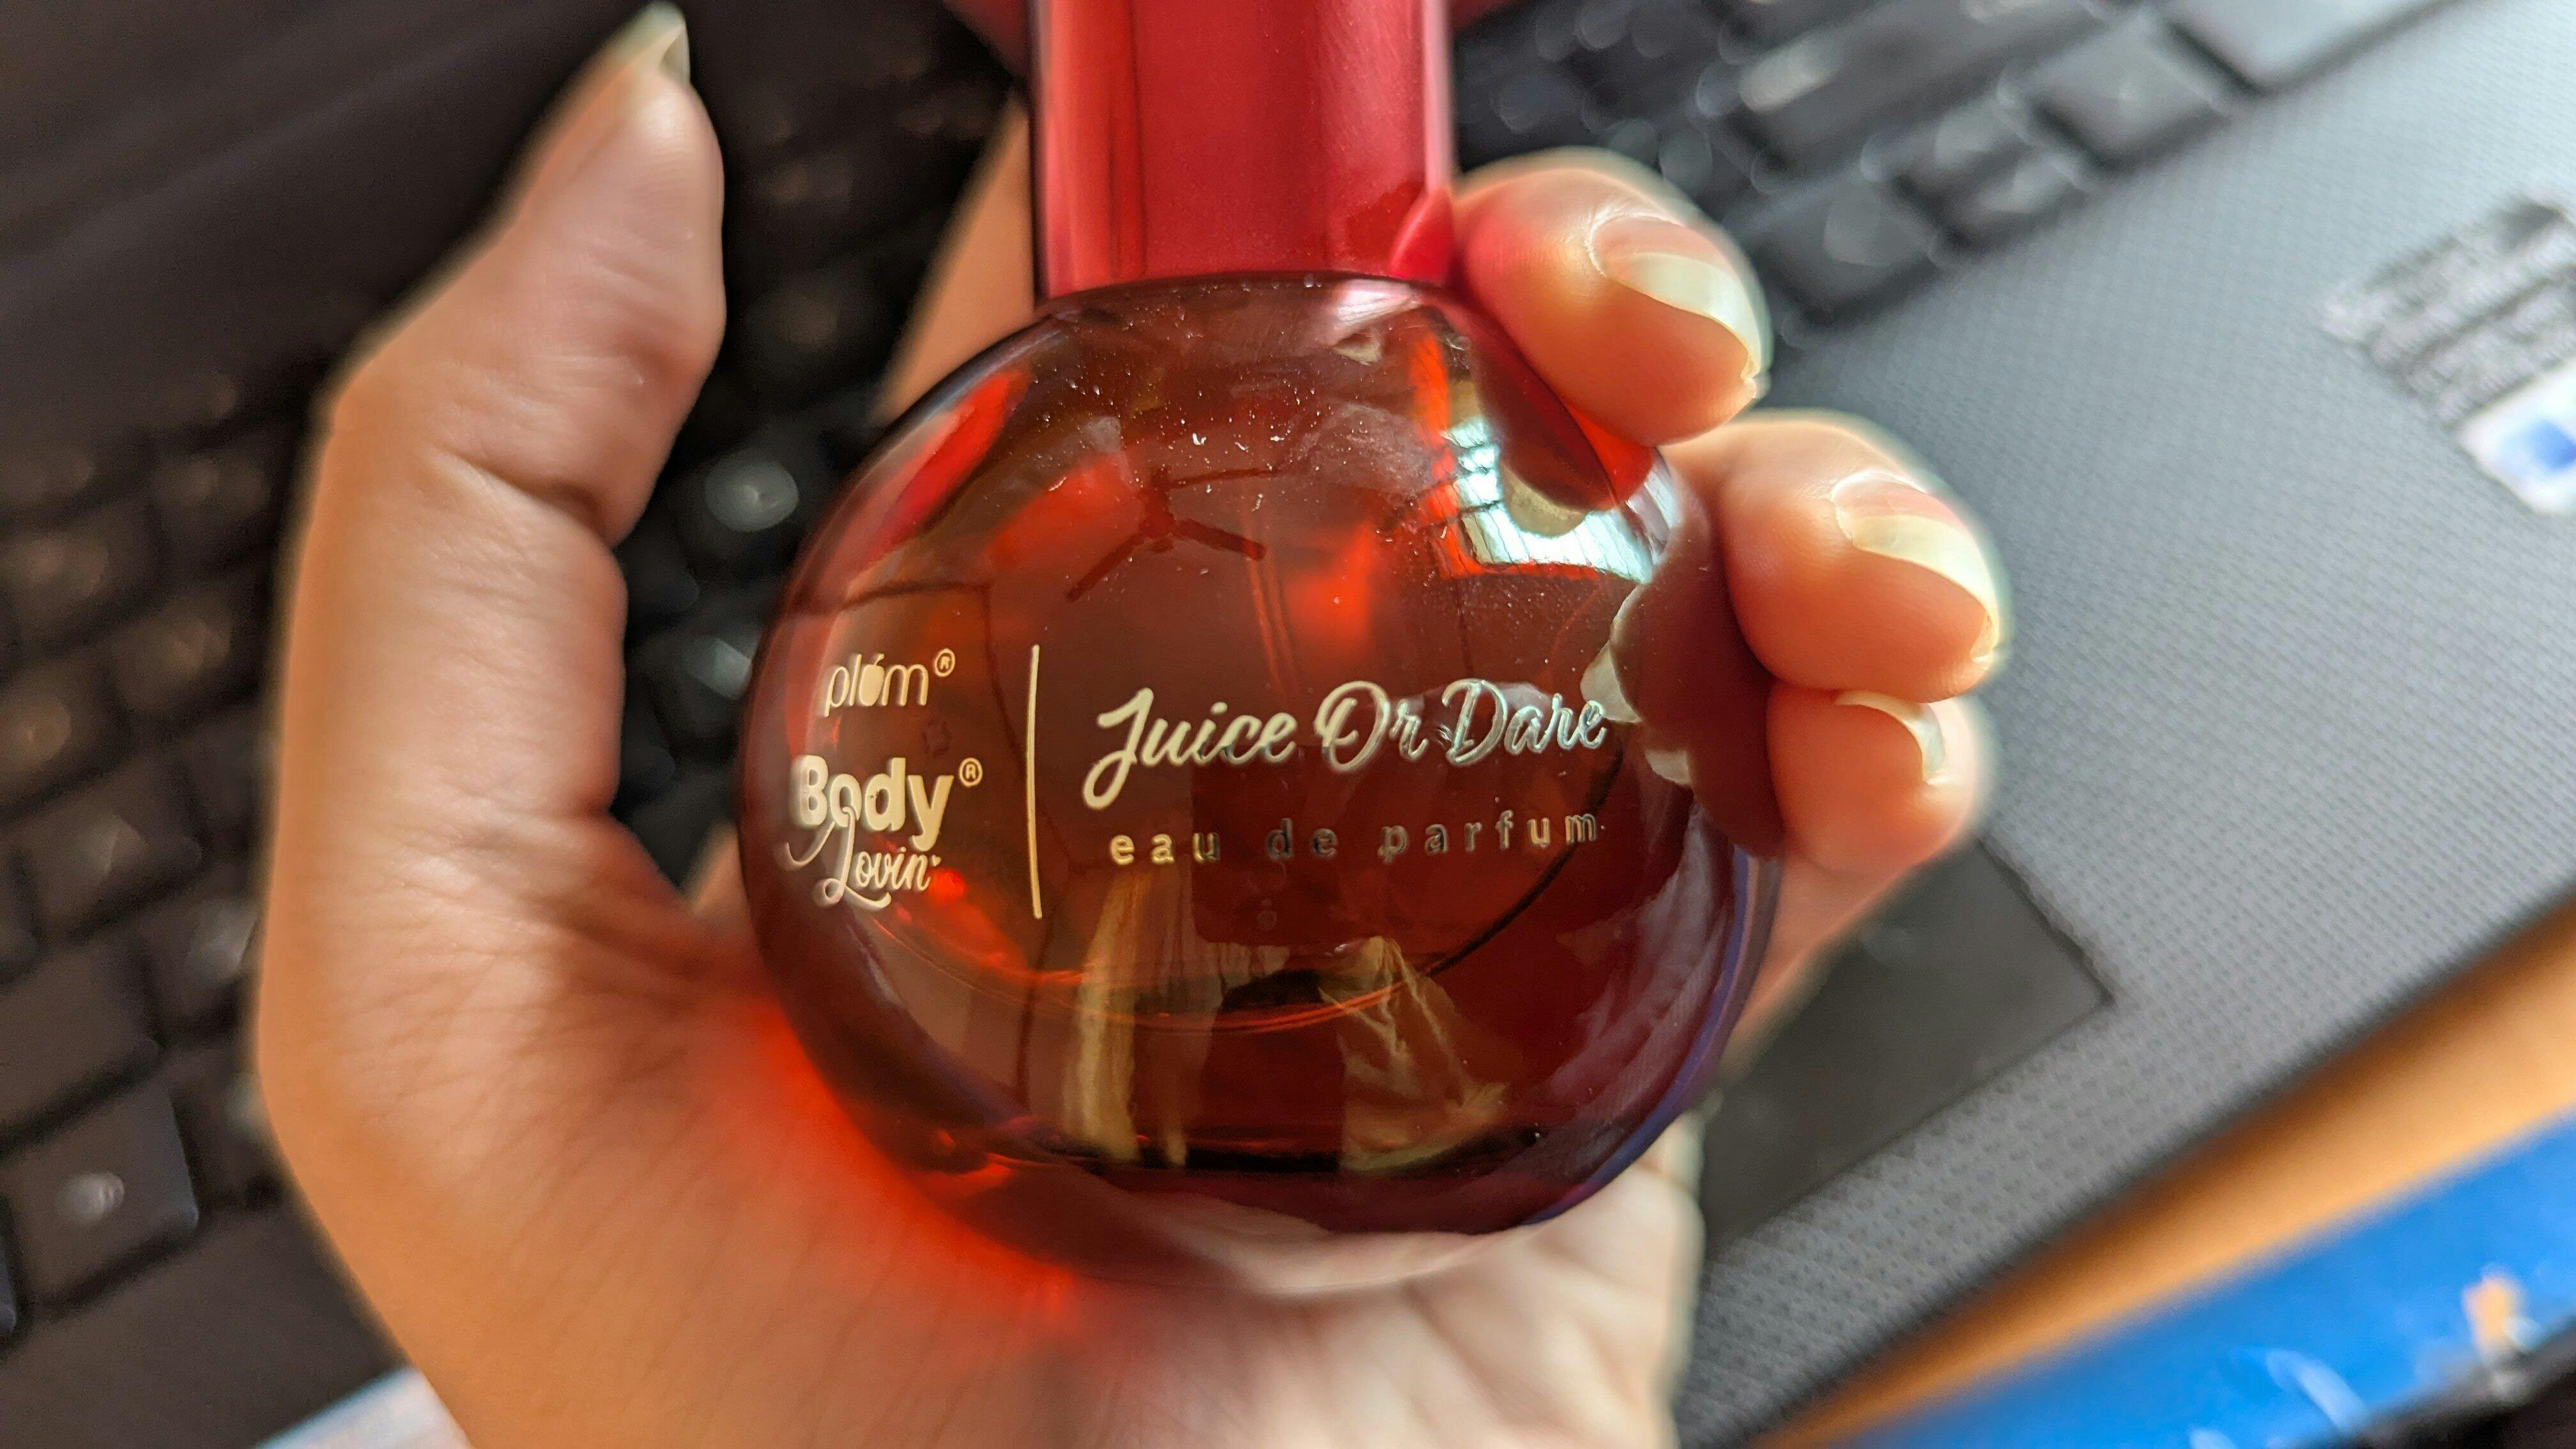 plum®
Body®
Lovin'
Juice Or Dare
eau de parfum